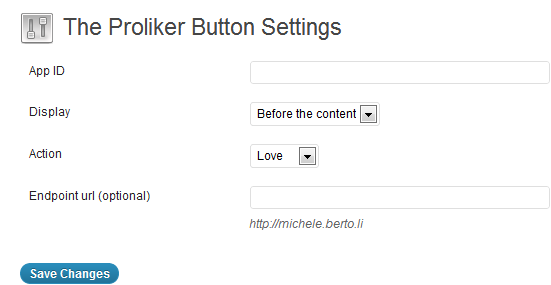 The Proliker Button Settings
App ID
Display
Before the content
Action
Love
Endpoint url (optional)
http://michele.berto.li
Save Changes